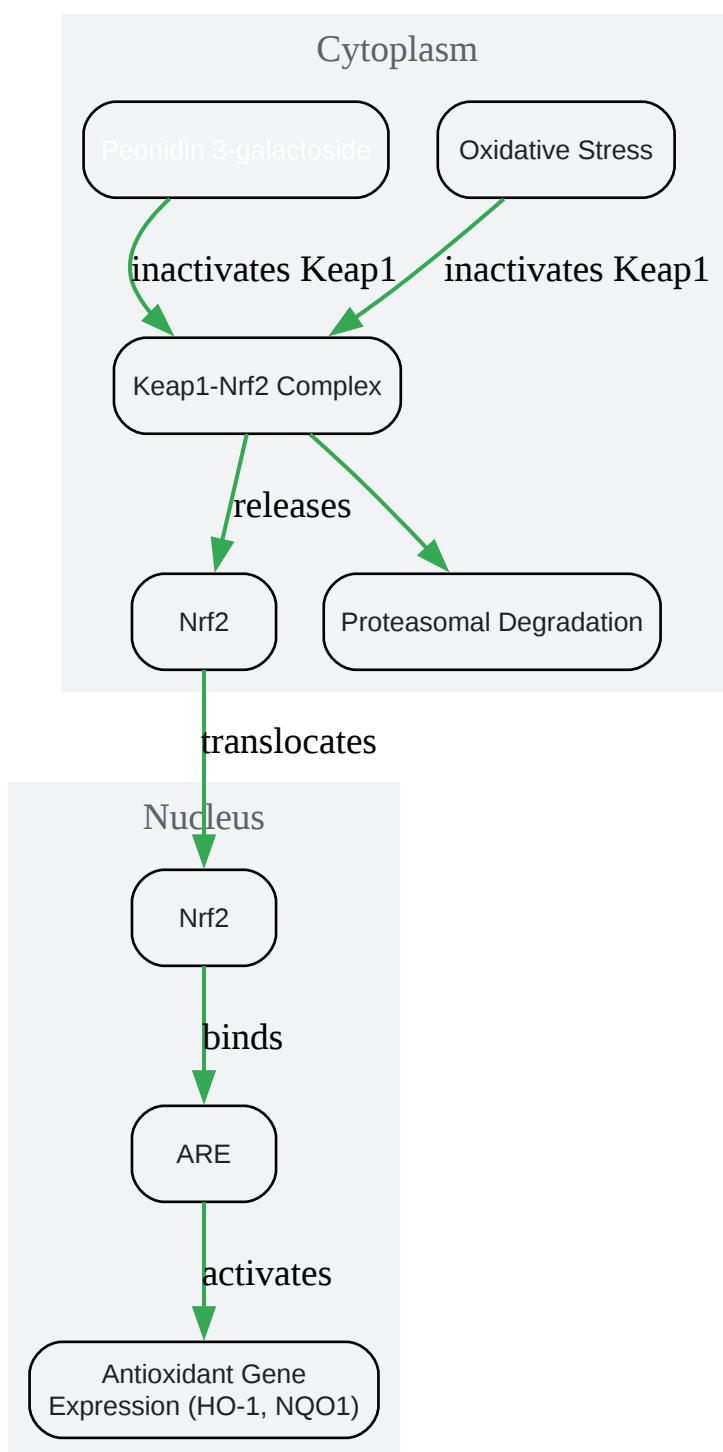 Cytoplasm
Peonidin 3-galactoside
Oxidative Stress
inactivates Keap1
inactivates Keap1
Keap1-Nrf2 Complex
releases
Nrf2
Proteasomal Degradation
translocates
Nucleus
Nrf2
binds
ARE
activates
Antioxidant Gene
Expression (HO-1, NQO1)